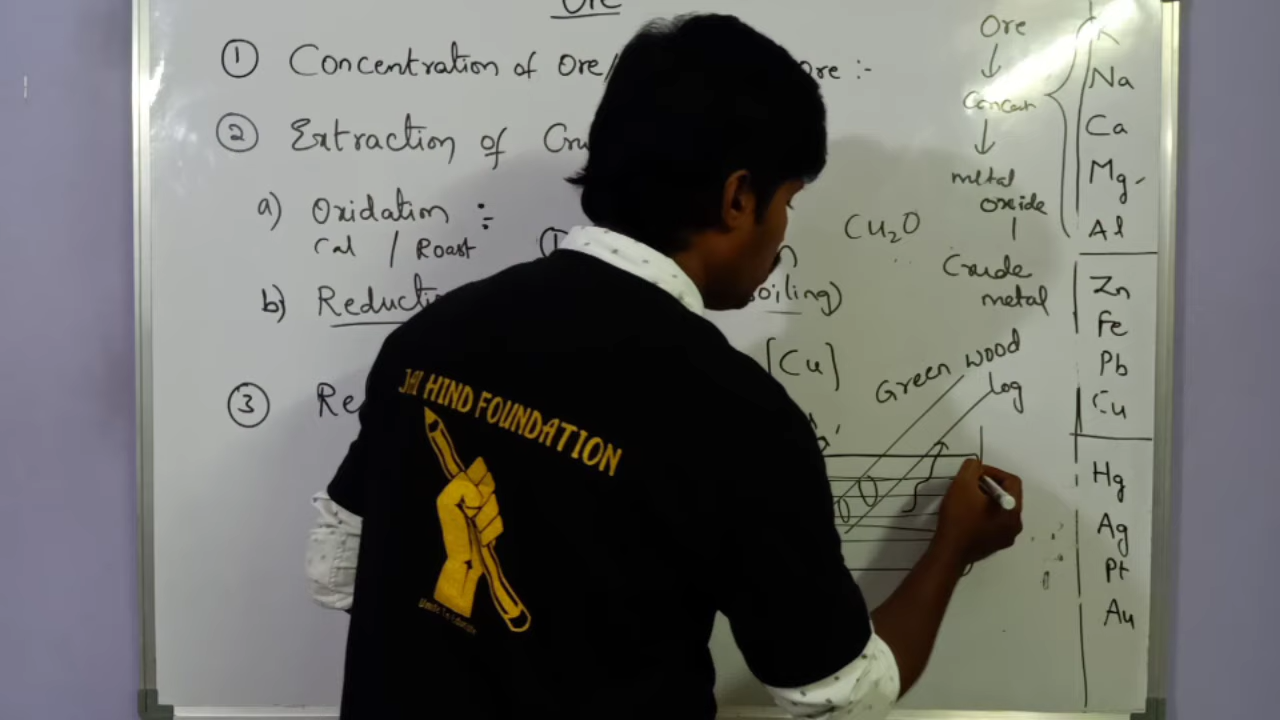 Ore
① Concentration of Ore/ Ore :-
② Extraction of Cru
a) Oxidation :-
Cal / Roast
b) Reducti oiling)
[Cu]
③ Re
Cu₂O
Green wood
log
Ore
↓
Concen
↓
metal
oxide
Crude
metal
K
Na
Ca
Mg
Al
Zn
Fe
Pb
Cu
Hg
Ag
Pt
Au
JAI HIND FOUNDATION